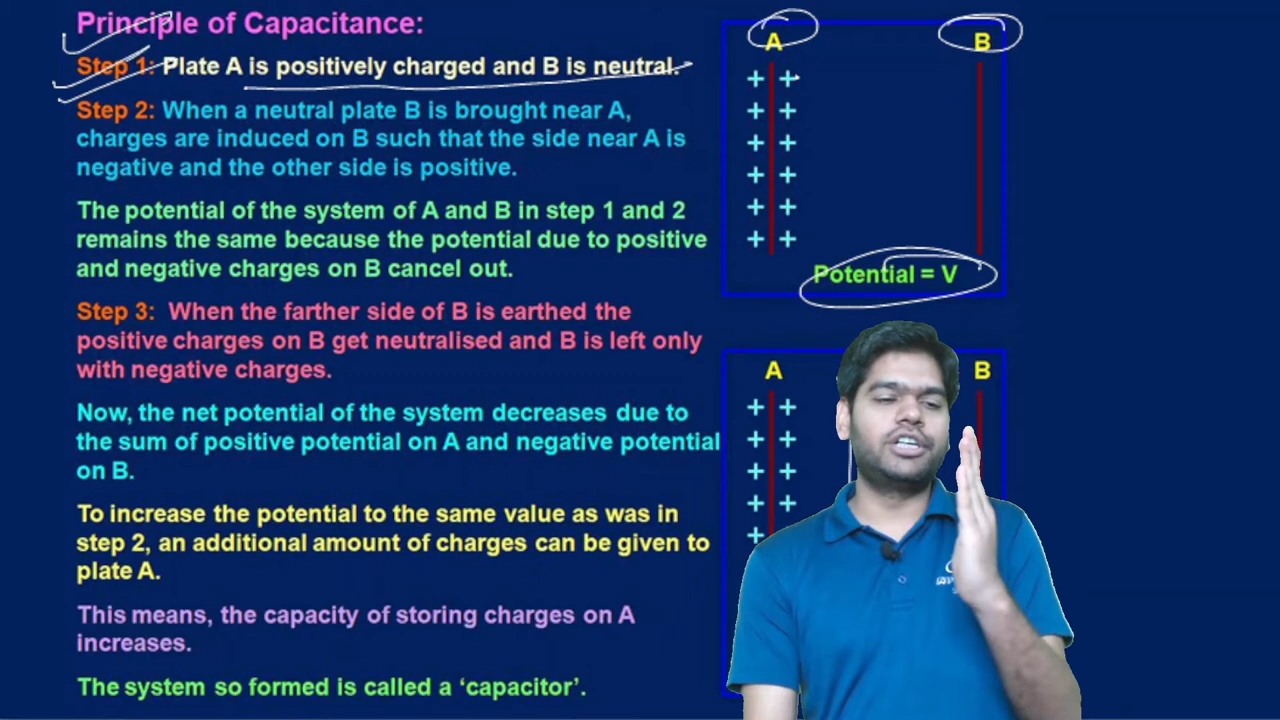 Principle of Capacitance:
Step 1: Plate A is positively charged and B is neutral.
Step 2: When a neutral plate B is brought near A,
charges are induced on B such that the side near A is
negative and the other side is positive.
The potential of the system of A and B in step 1 and 2
remains the same because the potential due to positive
and negative charges on B cancel out.
Step 3: When the farther side of B is earthed the
positive charges on B get neutralised and B is left only
with negative charges.
Now, the net potential of the system decreases due to
the sum of positive potential on A and negative potential
on B.
To increase the potential to the same value as was in
step 2, an additional amount of charges can be given to
plate A.
This means, the capacity of storing charges on A
increases.
The system so formed is called a ‘capacitor’.
A B
+ +
+ +
+ +
+ +
+ +
+ +
Potential = V
A B
+ +
+ +
+ +
+ +
+